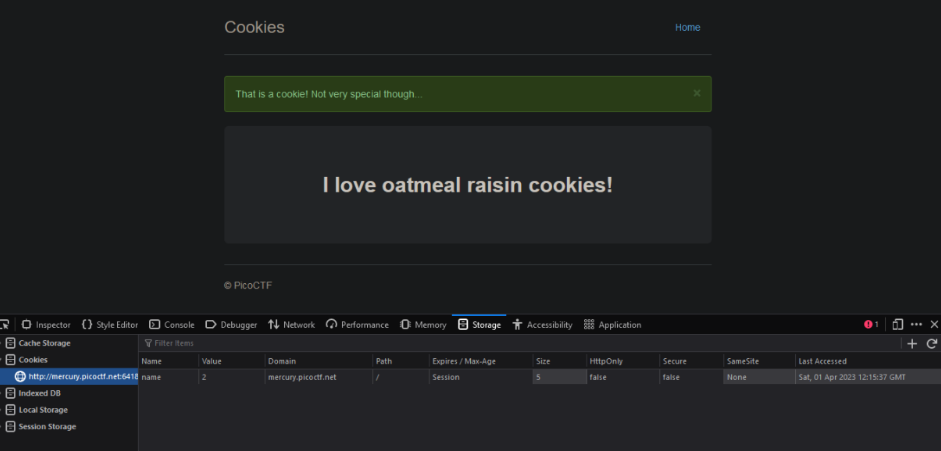 Cookies Home
That is a cookie! Not very special though... ×
I love oatmeal raisin cookies!
© PicoCTF
Inspector {} Style Editor Console Debugger Network Performance Memory Storage Accessibility Application 1
Cache Storage Filter Items
Cookies Name Value Domain Path Expires / Max-Age Size HttpOnly Secure SameSite Last Accessed
http://mercury.picoctf.net:6418 name 2 mercury.picoctf.net / Session 5 false false None Sat, 01 Apr 2023 12:15:37 GMT
Indexed DB
Local Storage
Session Storage